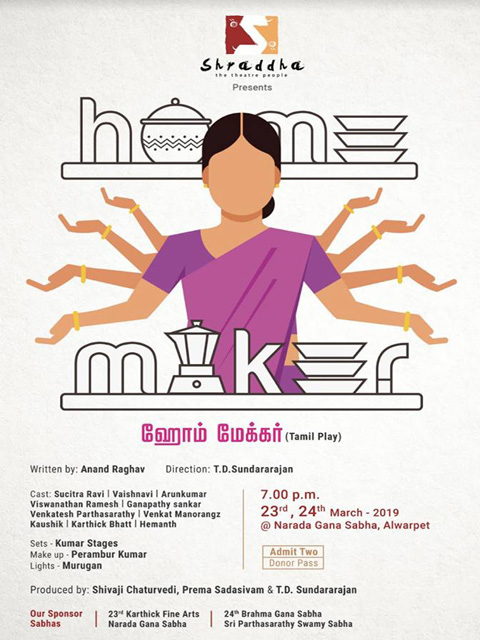 Shraddha
the theatre people
Presents
home
maker
ஹோம் மேக்கர் (Tamil Play)
Written by: Anand Raghav Direction: T.D.Sundararajan
Cast: Sucitra Ravi | Vaishnavi | Arunkumar
Viswanathan Ramesh | Ganapathy sankar
Venkatesh Parthasarathy | Venkat Manorangz
Kaushik | Karthick Bhatt | Hemanth
Sets - Kumar Stages
Make up - Perambur Kumar
Lights - Murugan
7.00 p.m.
23rd , 24th March - 2019
@ Narada Gana Sabha, Alwarpet
Admit Two
Donor Pass
Produced by: Shivaji Chaturvedi, Prema Sadasivam & T.D. Sundararajan
Our Sponsor
Sabhas
23rd Karthick Fine Arts
Narada Gana Sabha
24th Brahma Gana Sabha
Sri Parthasarathy Swamy Sabha